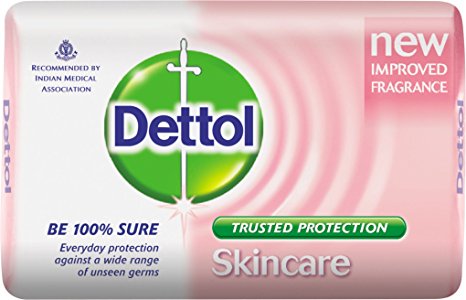 RECOMMENDED BY
INDIAN MEDICAL
ASSOCIATION
new
IMPROVED
FRAGRANCE
Dettol
BE 100% SURE
Everyday protection
against a wide range
of unseen germs
TRUSTED PROTECTION
Skincare